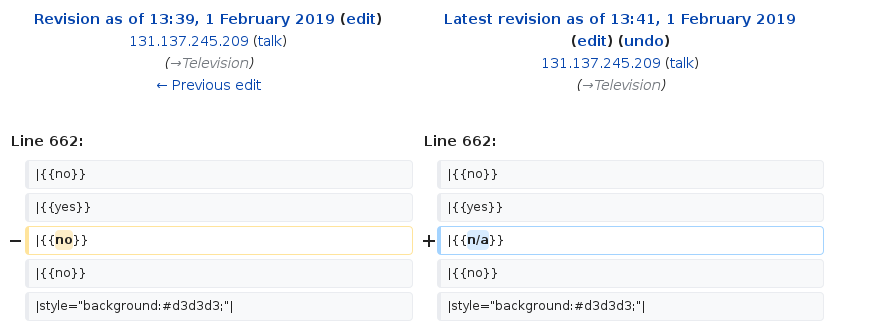 Revision as of 13:39, 1 February 2019 (edit)
131.137.245.209 (talk)
(→Television)
← Previous edit
Latest revision as of 13:41, 1 February 2019
(edit) (undo)
131.137.245.209 (talk)
(→Television)
Line 662:
|{{no}}
|{{yes}}
− |{{no}}
|{{no}}
|style="background:#d3d3d3;"|
Line 662:
|{{no}}
|{{yes}}
+ |{{n/a}}
|{{no}}
|style="background:#d3d3d3;"|